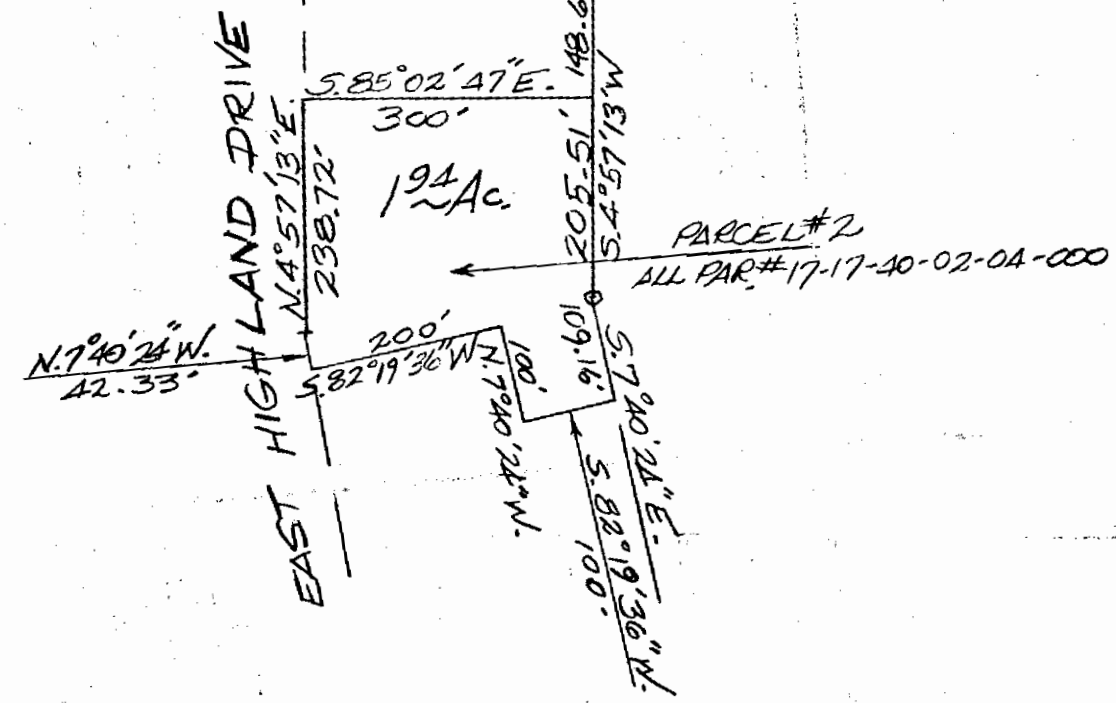 EAST HIGHLAND DRIVE
148.6
S.85°02'47"E.
300'
N.4°57'13"E.
238.72'
1 94 Ac.
205.51'
S.4°57'13"W
PARCEL #2
ALL PAR.# 17-17-40-02-04-000
N.7°40'24"W.
42.33'
200'
S.82°19'36"W
100'
N.7°40'24"W.
109.16'
S.7°40'24"E.
S.82°19'36"W.
100'